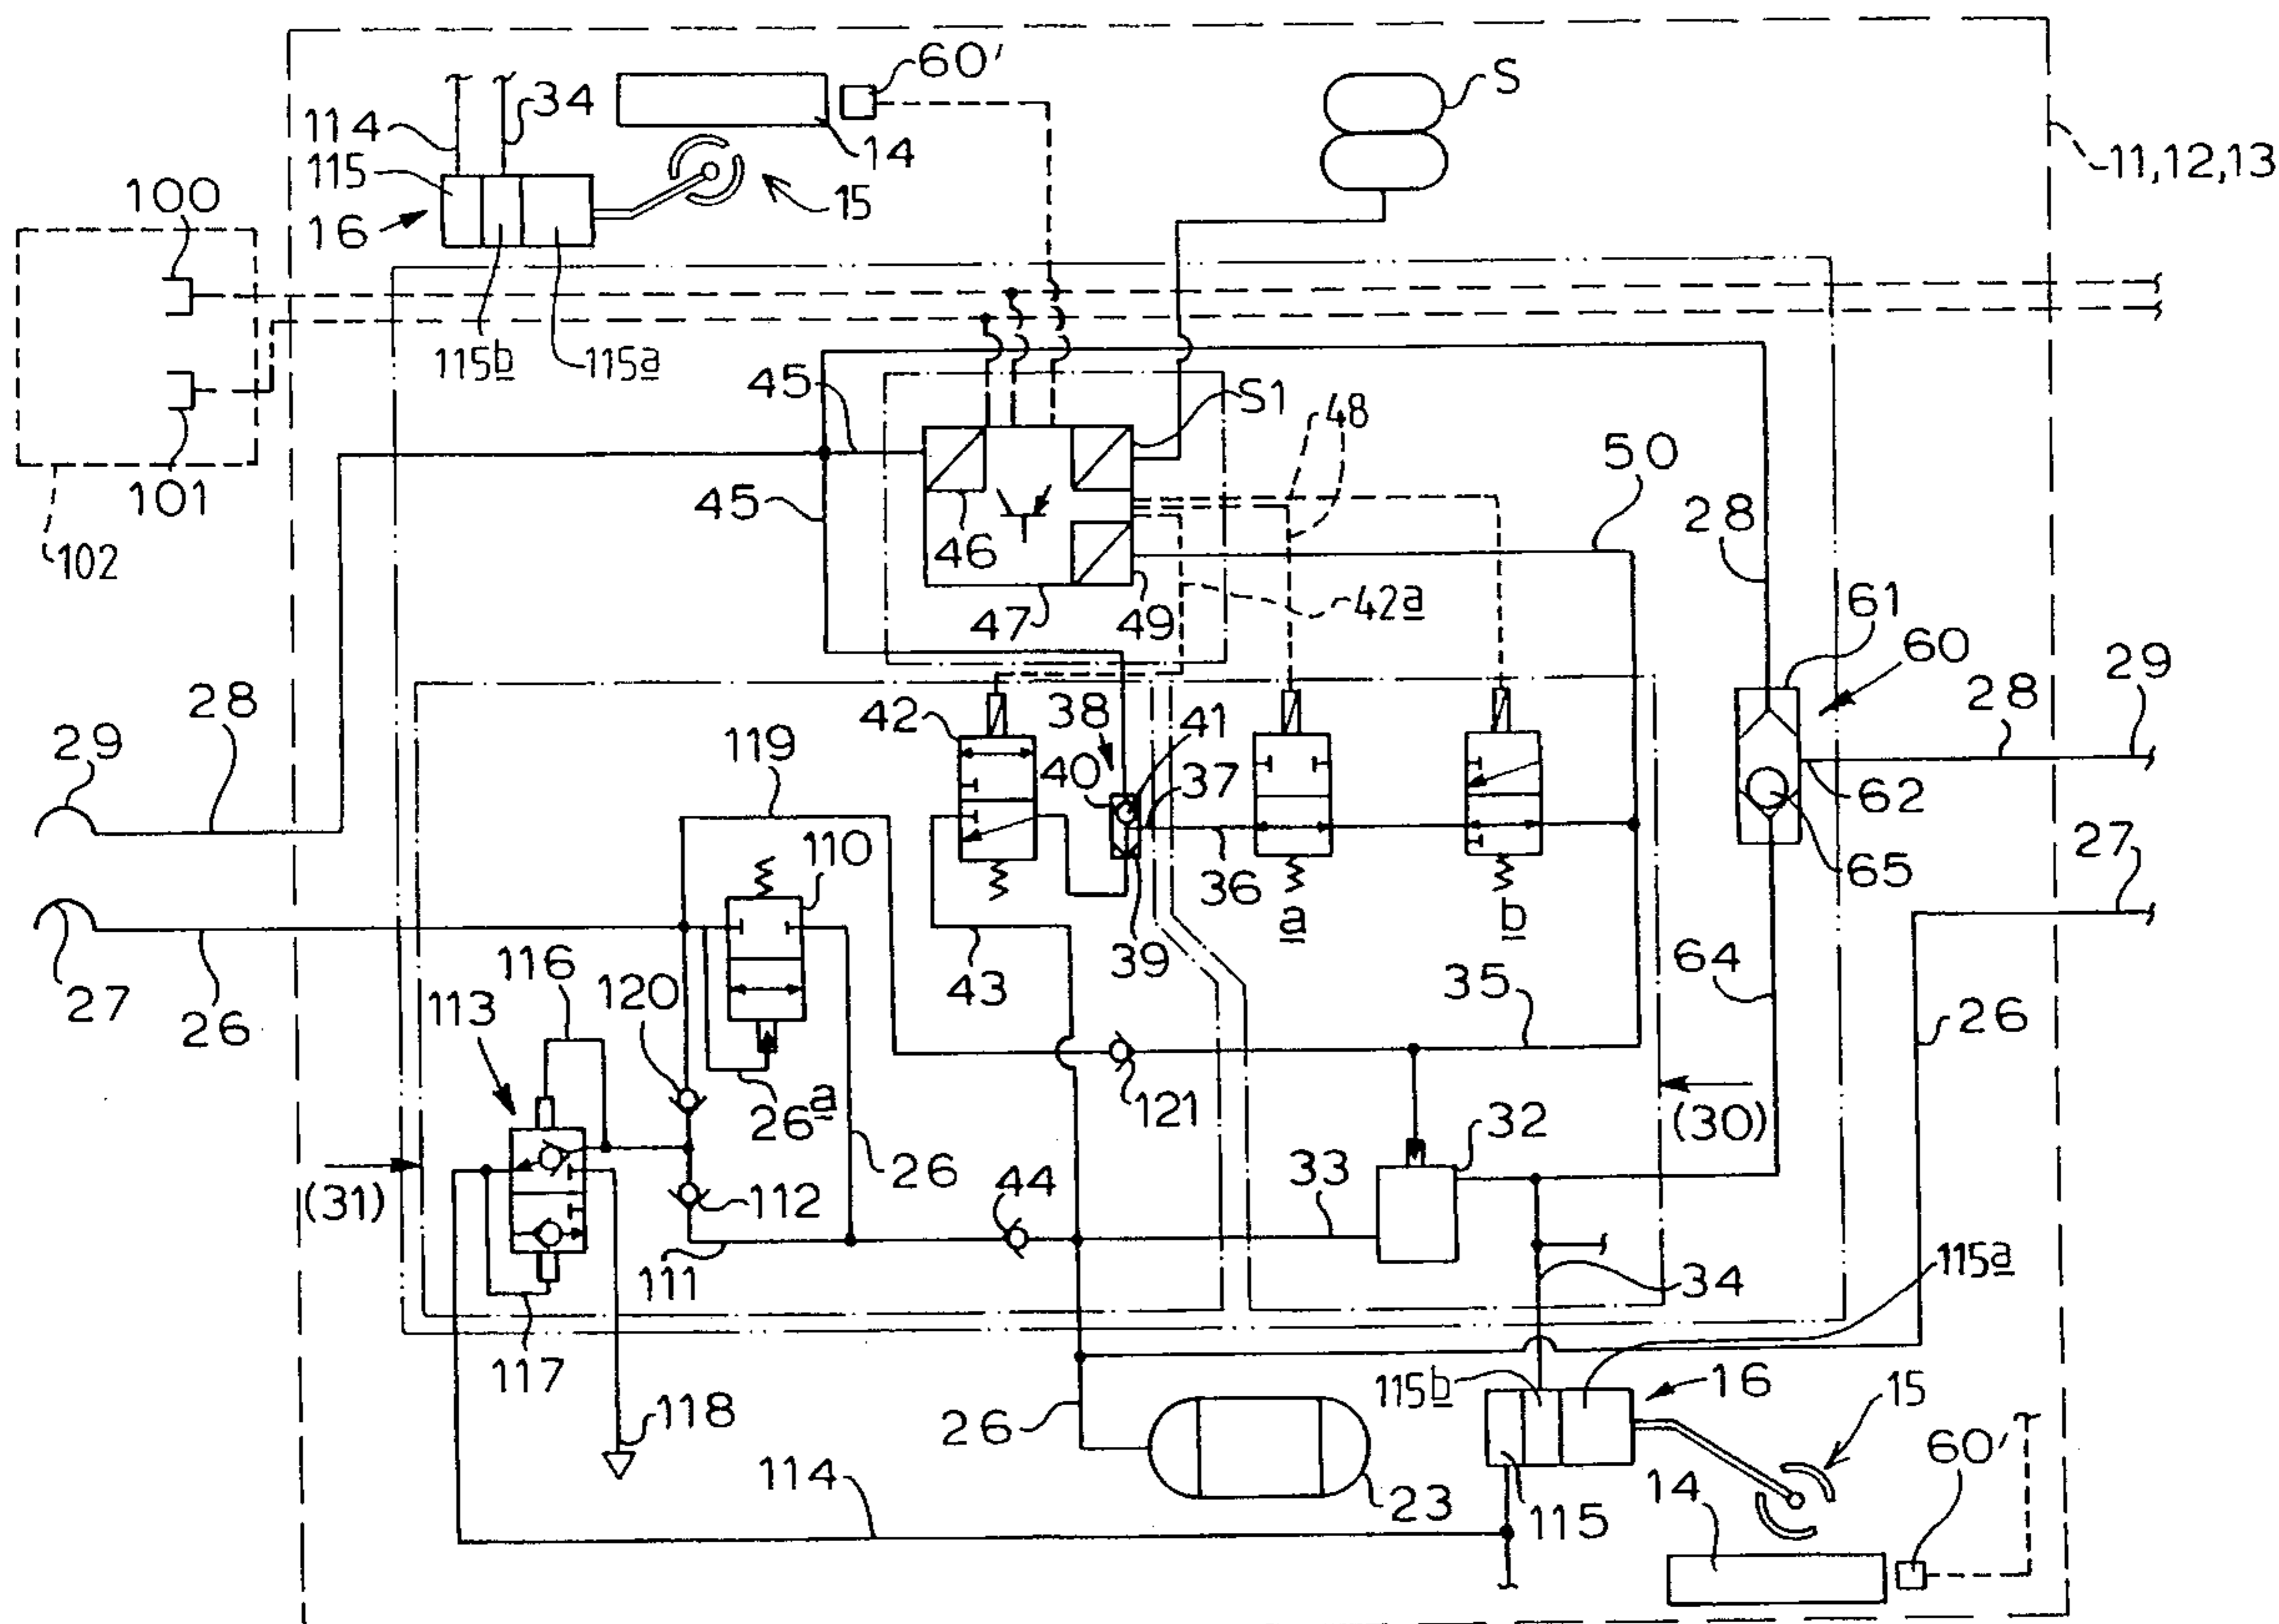 60' S
34
114 14 11,12,13
115
100 16 15
115b 115a
45 S1 48
50
101 45 28
102 46
47 49 42a 61
60 29
28 42 38 41 28
29 119 40 37 62
110 27
36 65
a b
116 39
27 26 113 120 43 35 64 26
26a 121 (30)
32
26 44 33
(31) 112
115a
111 34
117 115b 16 15
118 26 60'
114 14
23 115